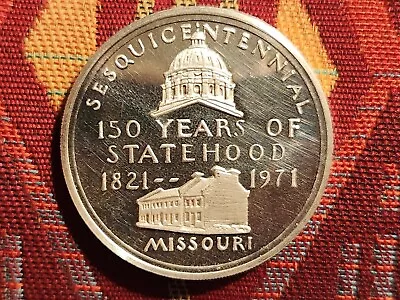 SESQUICENTENNIAL
150 YEARS OF
STATEHOOD
1821-- 1971
MISSOURI